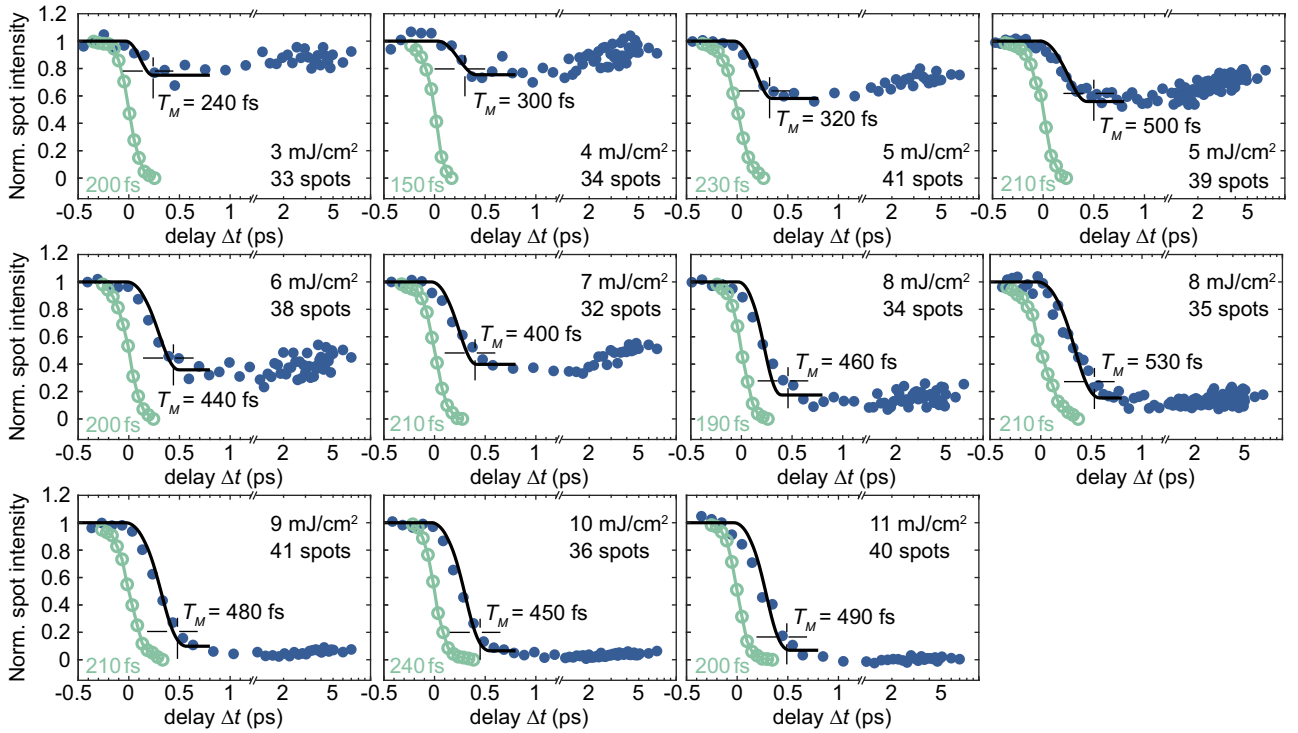 Norm. spot intensity
1.2
1
0.8
0.6
0.4
0.2
0
T_M = 240 fs
3 mJ/cm²
33 spots
200 fs
-0.5 0 0.5 1 2 5
delay Δt (ps)
T_M = 300 fs
4 mJ/cm²
34 spots
150 fs
-0.5 0 0.5 1 2 5
delay Δt (ps)
T_M = 320 fs
5 mJ/cm²
41 spots
230 fs
-0.5 0 0.5 1 2 5
delay Δt (ps)
T_M = 500 fs
5 mJ/cm²
39 spots
210 fs
-0.5 0 0.5 1 2 5
delay Δt (ps)
Norm. spot intensity
1.2
1
0.8
0.6
0.4
0.2
0
6 mJ/cm²
38 spots
T_M = 440 fs
200 fs
-0.5 0 0.5 1 2 5
delay Δt (ps)
7 mJ/cm²
32 spots
T_M = 400 fs
210 fs
-0.5 0 0.5 1 2 5
delay Δt (ps)
8 mJ/cm²
34 spots
T_M = 460 fs
190 fs
-0.5 0 0.5 1 2 5
delay Δt (ps)
8 mJ/cm²
35 spots
T_M = 530 fs
210 fs
-0.5 0 0.5 1 2 5
delay Δt (ps)
Norm. spot intensity
1.2
1
0.8
0.6
0.4
0.2
0
9 mJ/cm²
41 spots
T_M = 480 fs
210 fs
-0.5 0 0.5 1 2 5
delay Δt (ps)
10 mJ/cm²
36 spots
T_M = 450 fs
240 fs
-0.5 0 0.5 1 2 5
delay Δt (ps)
11 mJ/cm²
40 spots
T_M = 490 fs
200 fs
-0.5 0 0.5 1 2 5
delay Δt (ps)